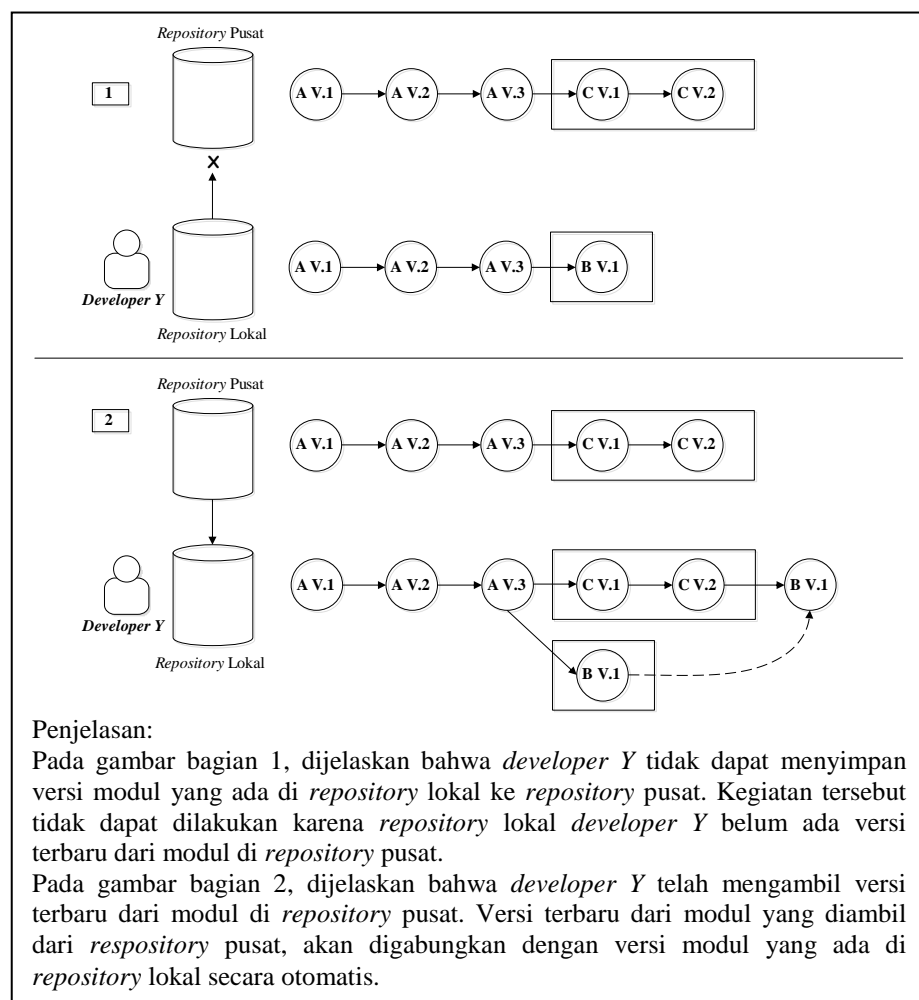 Repository Pusat
1
A V.1 A V.2 A V.3 C V.1 C V.2
X
A V.1 A V.2 A V.3 B V.1
Developer Y
Repository Lokal
Repository Pusat
2
A V.1 A V.2 A V.3 C V.1 C V.2
A V.1 A V.2 A V.3 C V.1 C V.2 B V.1
Developer Y
Repository Lokal
B V.1
Penjelasan:
Pada gambar bagian 1, dijelaskan bahwa developer Y tidak dapat menyimpan
versi modul yang ada di repository lokal ke repository pusat. Kegiatan tersebut
tidak dapat dilakukan karena repository lokal developer Y belum ada versi
terbaru dari modul di repository pusat.
Pada gambar bagian 2, dijelaskan bahwa developer Y telah mengambil versi
terbaru dari modul di repository pusat. Versi terbaru dari modul yang diambil
dari respository pusat, akan digabungkan dengan versi modul yang ada di
repository lokal secara otomatis.